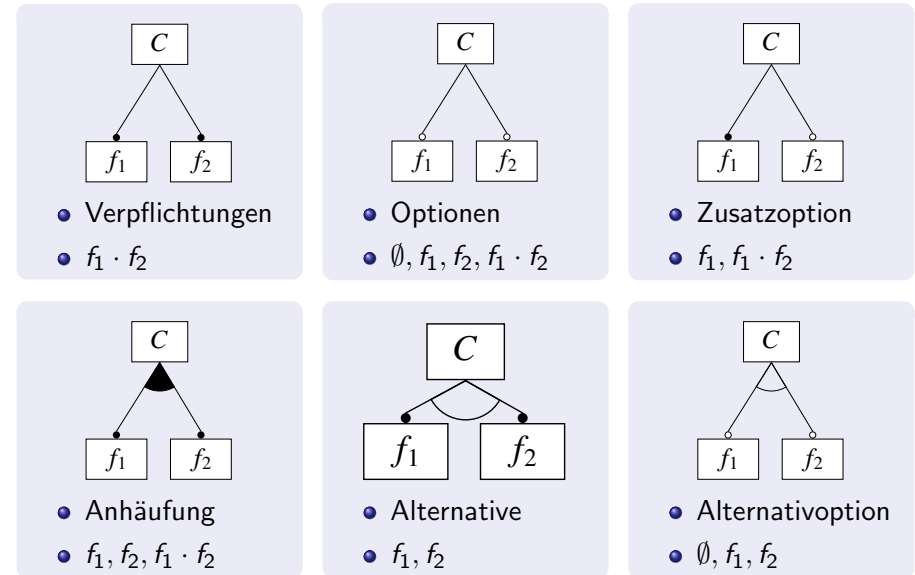 C
f₁ f₂
Verpflichtungen
f₁ · f₂
C
f₁ f₂
Optionen
∅, f₁, f₂, f₁ · f₂
C
f₁ f₂
Zusatzoption
f₁, f₁ · f₂
C
f₁ f₂
Anhäufung
f₁, f₂, f₁ · f₂
C
f₁ f₂
Alternative
f₁, f₂
C
f₁ f₂
Alternativoption
∅, f₁, f₂